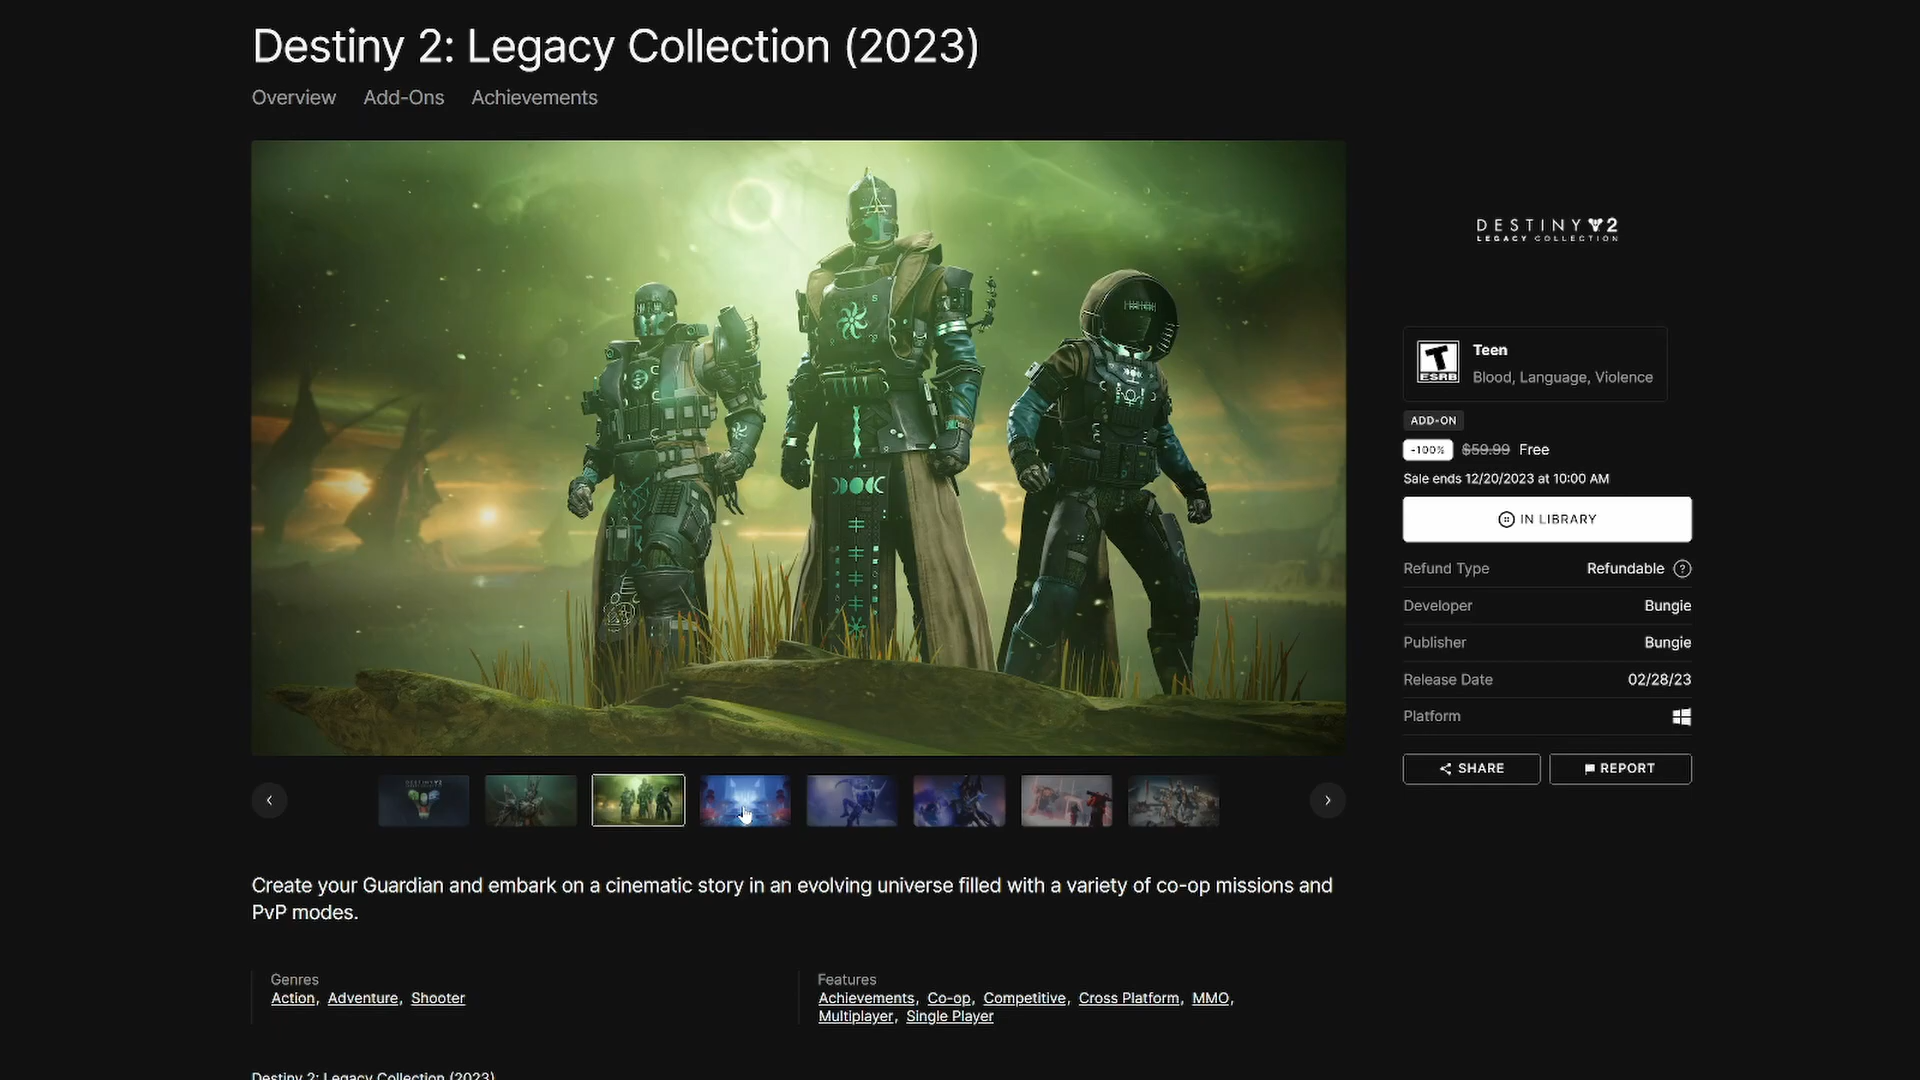 Destiny 2: Legacy Collection (2023)
Overview Add-Ons Achievements
DESTINY 2
LEGACY COLLECTION
T
ESRB
Teen
Blood, Language, Violence
ADD-ON
-100% $59.99 Free
Sale ends 12/20/2023 at 10:00 AM
IN LIBRARY
Refund Type Refundable ?
Developer Bungie
Publisher Bungie
Release Date 02/28/23
Platform
SHARE REPORT
Create your Guardian and embark on a cinematic story in an evolving universe filled with a variety of co-op missions and
PvP modes.
Genres
Action, Adventure, Shooter
Features
Achievements, Co-op, Competitive, Cross Platform, MMO,
Multiplayer, Single Player
Destiny 2: Legacy Collection (2023)